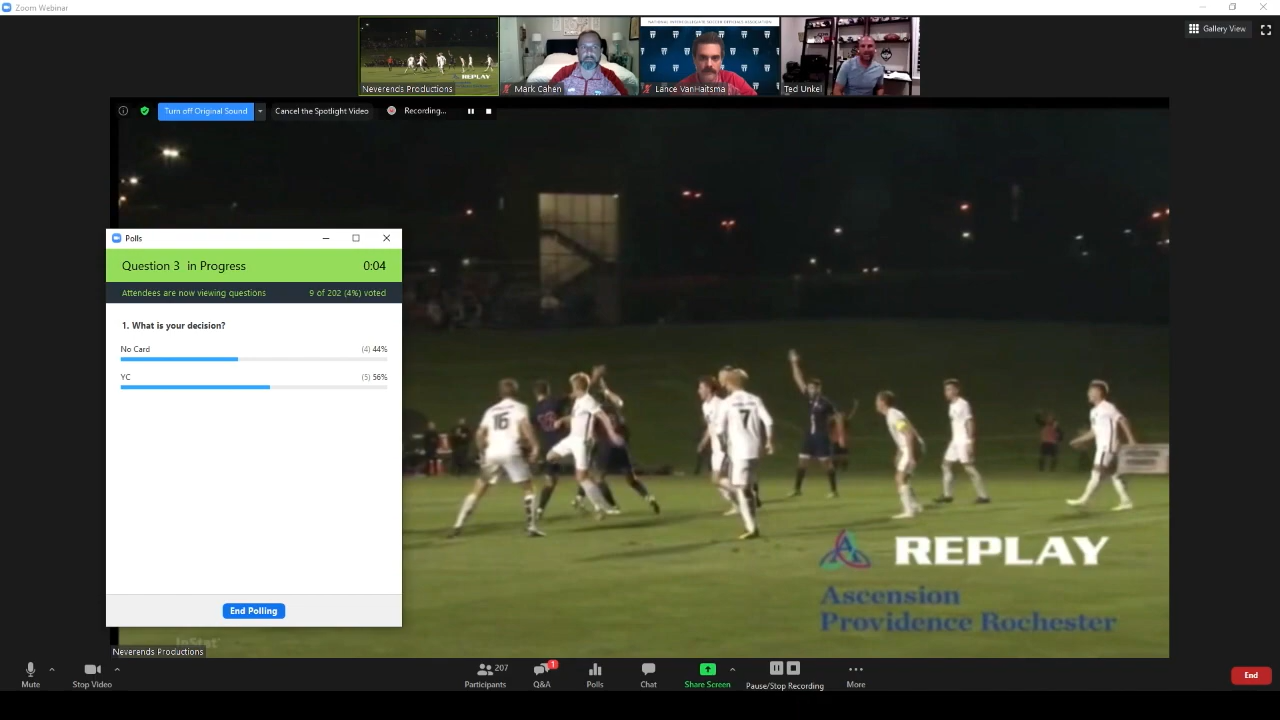 Zoom Webinar
Gallery View
REPLAY
NATIONAL INTERCOLLEGIATE SOCCER OFFICIALS ASSOCIATION
Neverends Productions
Mark Cahen
Lance VanHaitsma
Ted Unkel
Turn off Original Sound
Cancel the Spotlight Video
Recording...
Polls
Question 3 in Progress
0:04
Attendees are now viewing questions
9 of 202 (4%) voted
1. What is your decision?
No Card
(4) 44%
YC
(5) 56%
End Polling
16
7
REPLAY
Ascension
Providence Rochester
InStat
Neverends Productions
Mute
Stop Video
207
Participants
1
Q&A
Polls
Chat
Share Screen
Pause/Stop Recording
More
End